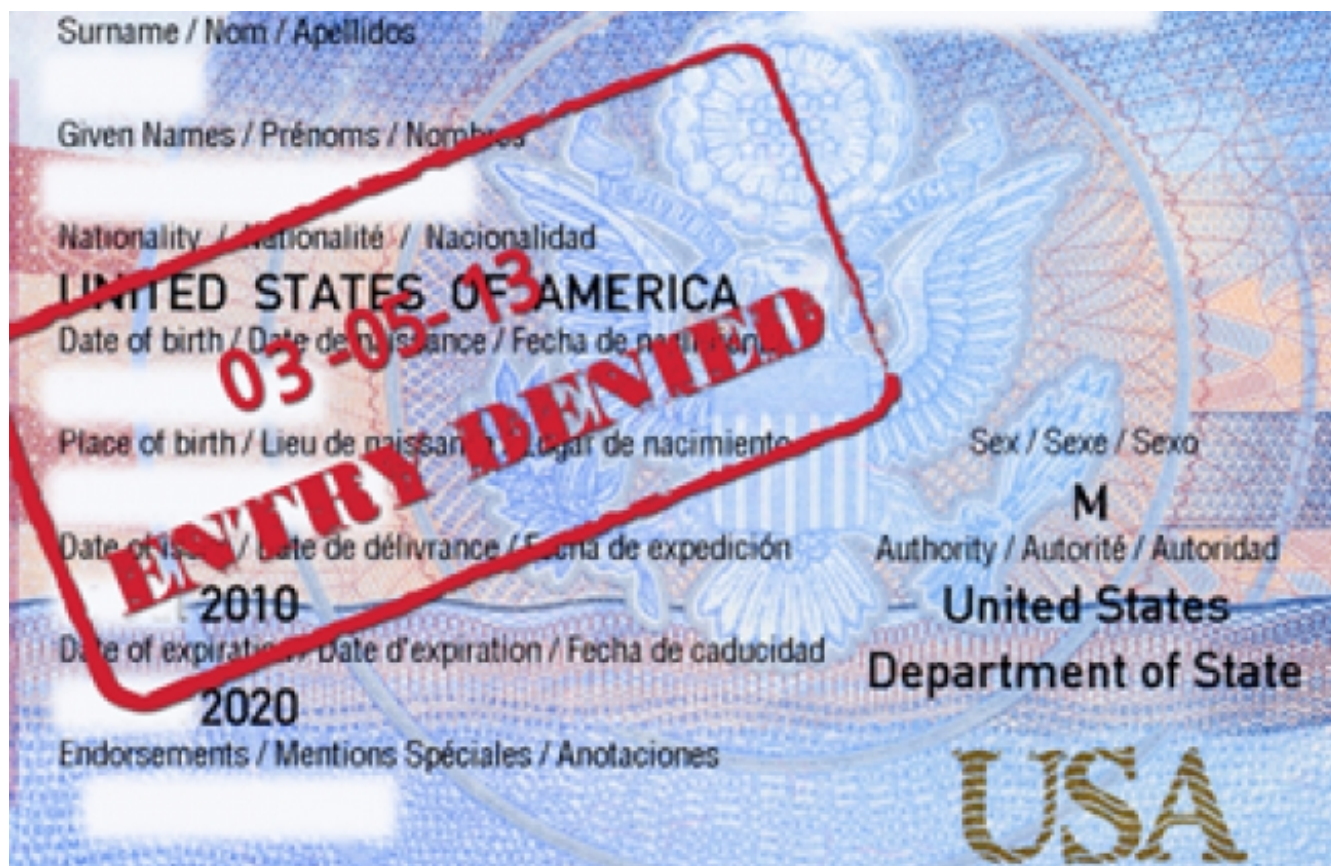 Surname / Nom / Apellidos
Given Names / Prénoms / Nombres
Nationality / Nationalité / Nacionalidad
UNITED STATES OF AMERICA
Date of birth / Date de naissance / Fecha de nacimiento
03-05-13
ENTRY DENIED
Place of birth / Lieu de naissance / Lugar de nacimiento
Sex / Sexe / Sexo
M
Date of issue / Date de délivrance / Fecha de expedición
Authority / Autorité / Autoridad
2010
United States
Date of expiration / Date d'expiration / Fecha de caducidad
Department of State
2020
Endorsements / Mentions Spéciales / Anotaciones
USA